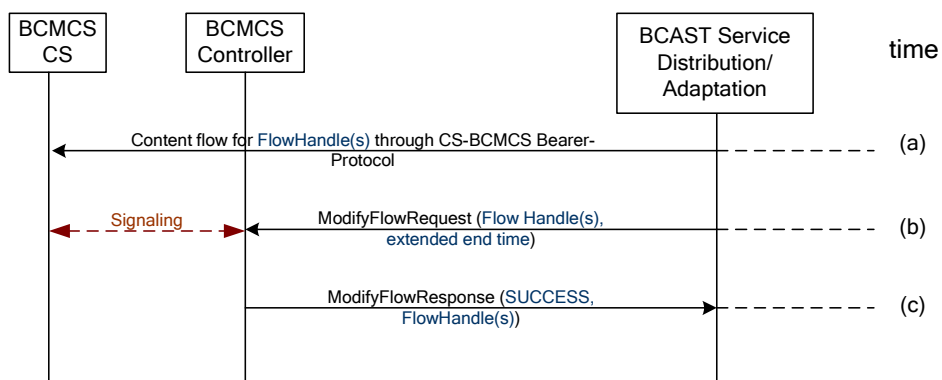 BCMCS
CS
BCMCS
Controller
BCAST Service
Distribution/
Adaptation
time
Content flow for FlowHandle(s) through CS-BCMCS Bearer-
Protocol
(a)
Signaling
ModifyFlowRequest (Flow Handle(s),
extended end time)
(b)
ModifyFlowResponse (SUCCESS,
FlowHandle(s))
(c)